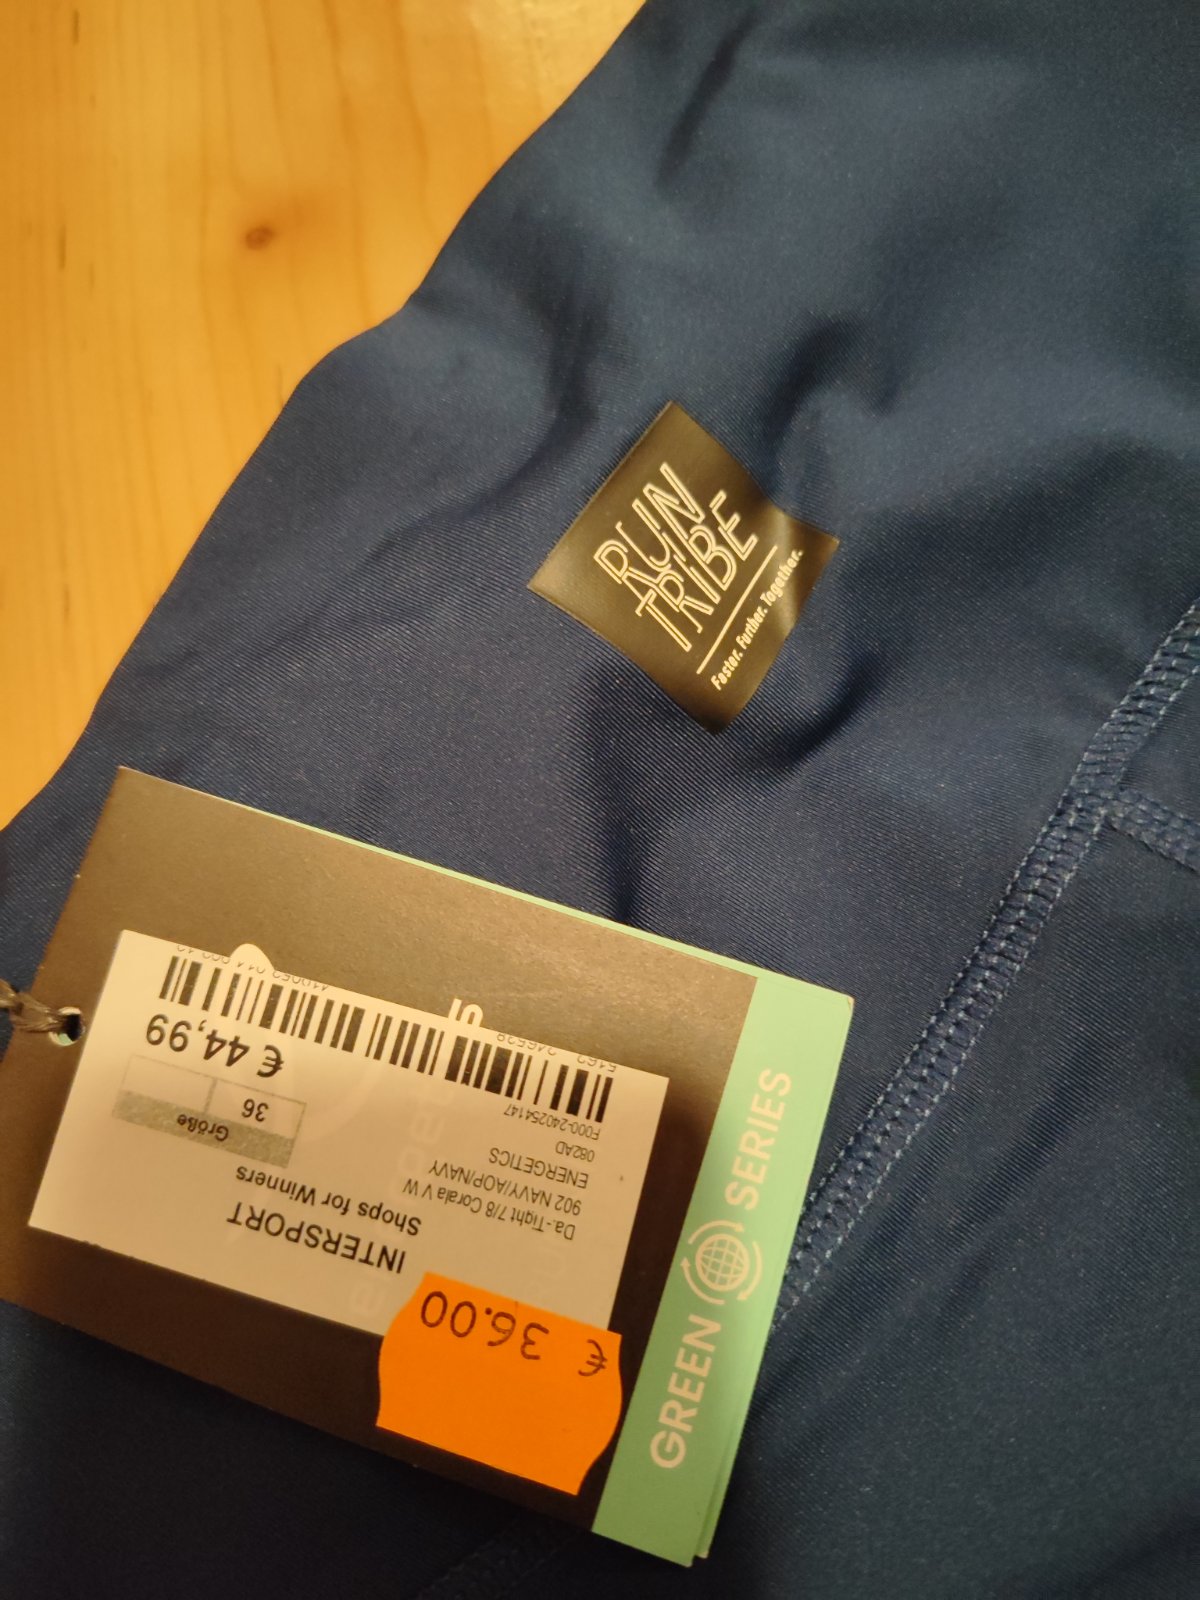 RUN
TRIBE
Faster. Further. Together.
GREEN SERIES
€ 36.00
INTERSPORT
Shops for Winners
Da.-Tight 7/8 Corala V W
902 NAVY/AOP/NAVY
ENERGETICS
082AD
F000-240254147
Größe
36
€ 44,99